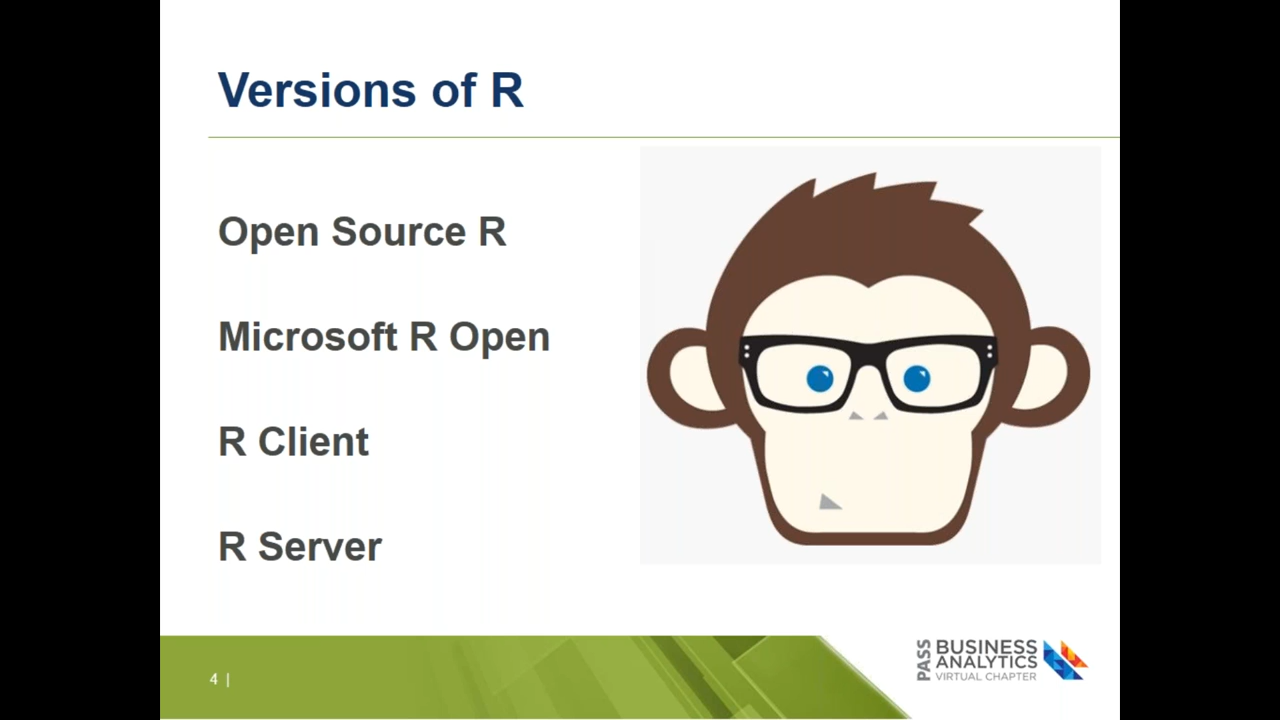 Versions of R
Open Source R
Microsoft R Open
R Client
R Server
4 |
PASS
BUSINESS
ANALYTICS
VIRTUAL CHAPTER